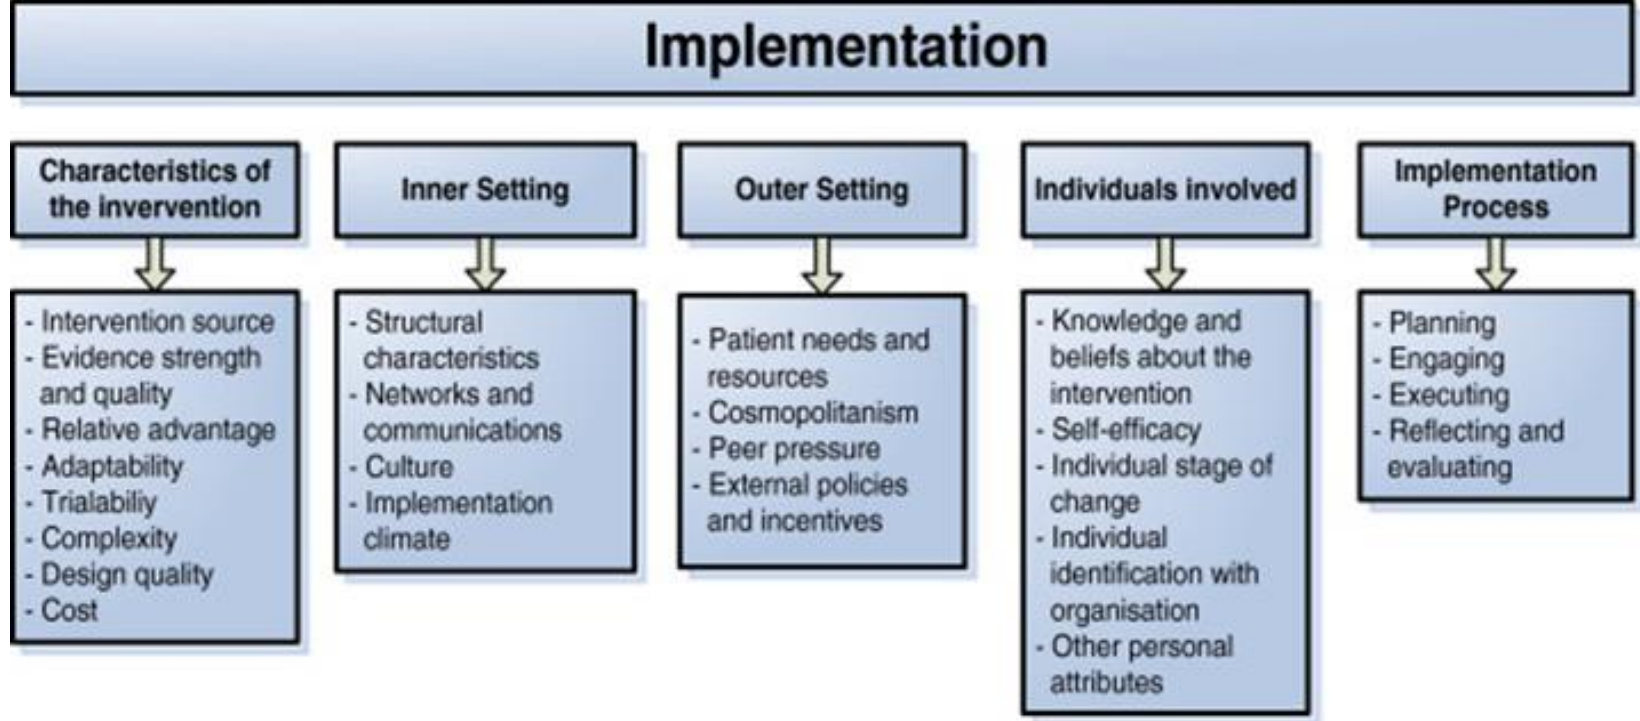 Implementation
Characteristics of
the invervention
- Intervention source
- Evidence strength
and quality
- Relative advantage
- Adaptability
- Trialabiliy
- Complexity
- Design quality
- Cost
Inner Setting
- Structural
characteristics
- Networks and
communications
- Culture
- Implementation
climate
Outer Setting
- Patient needs and
resources
- Cosmopolitanism
- Peer pressure
- External policies
and incentives
Individuals involved
- Knowledge and
beliefs about the
intervention
- Self-efficacy
- Individual stage of
change
- Individual
identification with
organisation
- Other personal
attributes
Implementation
Process
- Planning
- Engaging
- Executing
- Reflecting and
evaluating